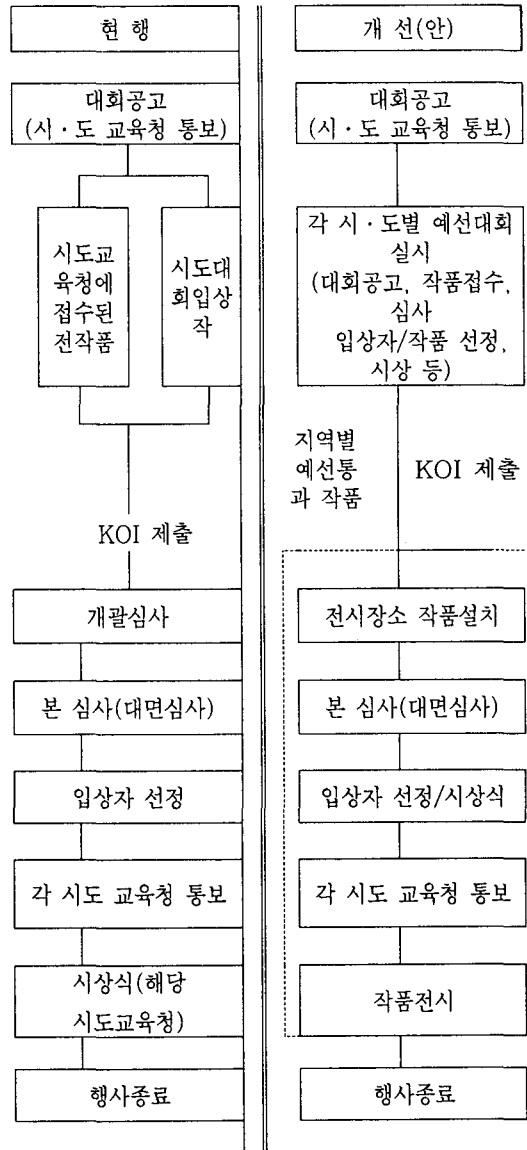 현 행
대회공고
(시·도 교육청 통보)
시도교
육청에
접수된
전작품
시도대
회입상
작
KOI 제출
개괄심사
본 심사(대면심사)
입상자 선정
각 시도 교육청 통보
시상식(해당
시도교육청)
행사종료
개 선(안)
대회공고
(시·도 교육청 통보)
각 시·도별 예선대회
실시
(대회공고, 작품접수,
심사
입상자/작품 선정,
시상 등)
지역별
예선통
과 작품
KOI 제출
전시장소 작품설치
본 심사(대면심사)
입상자 선정/시상식
각 시도 교육청 통보
작품전시
행사종료